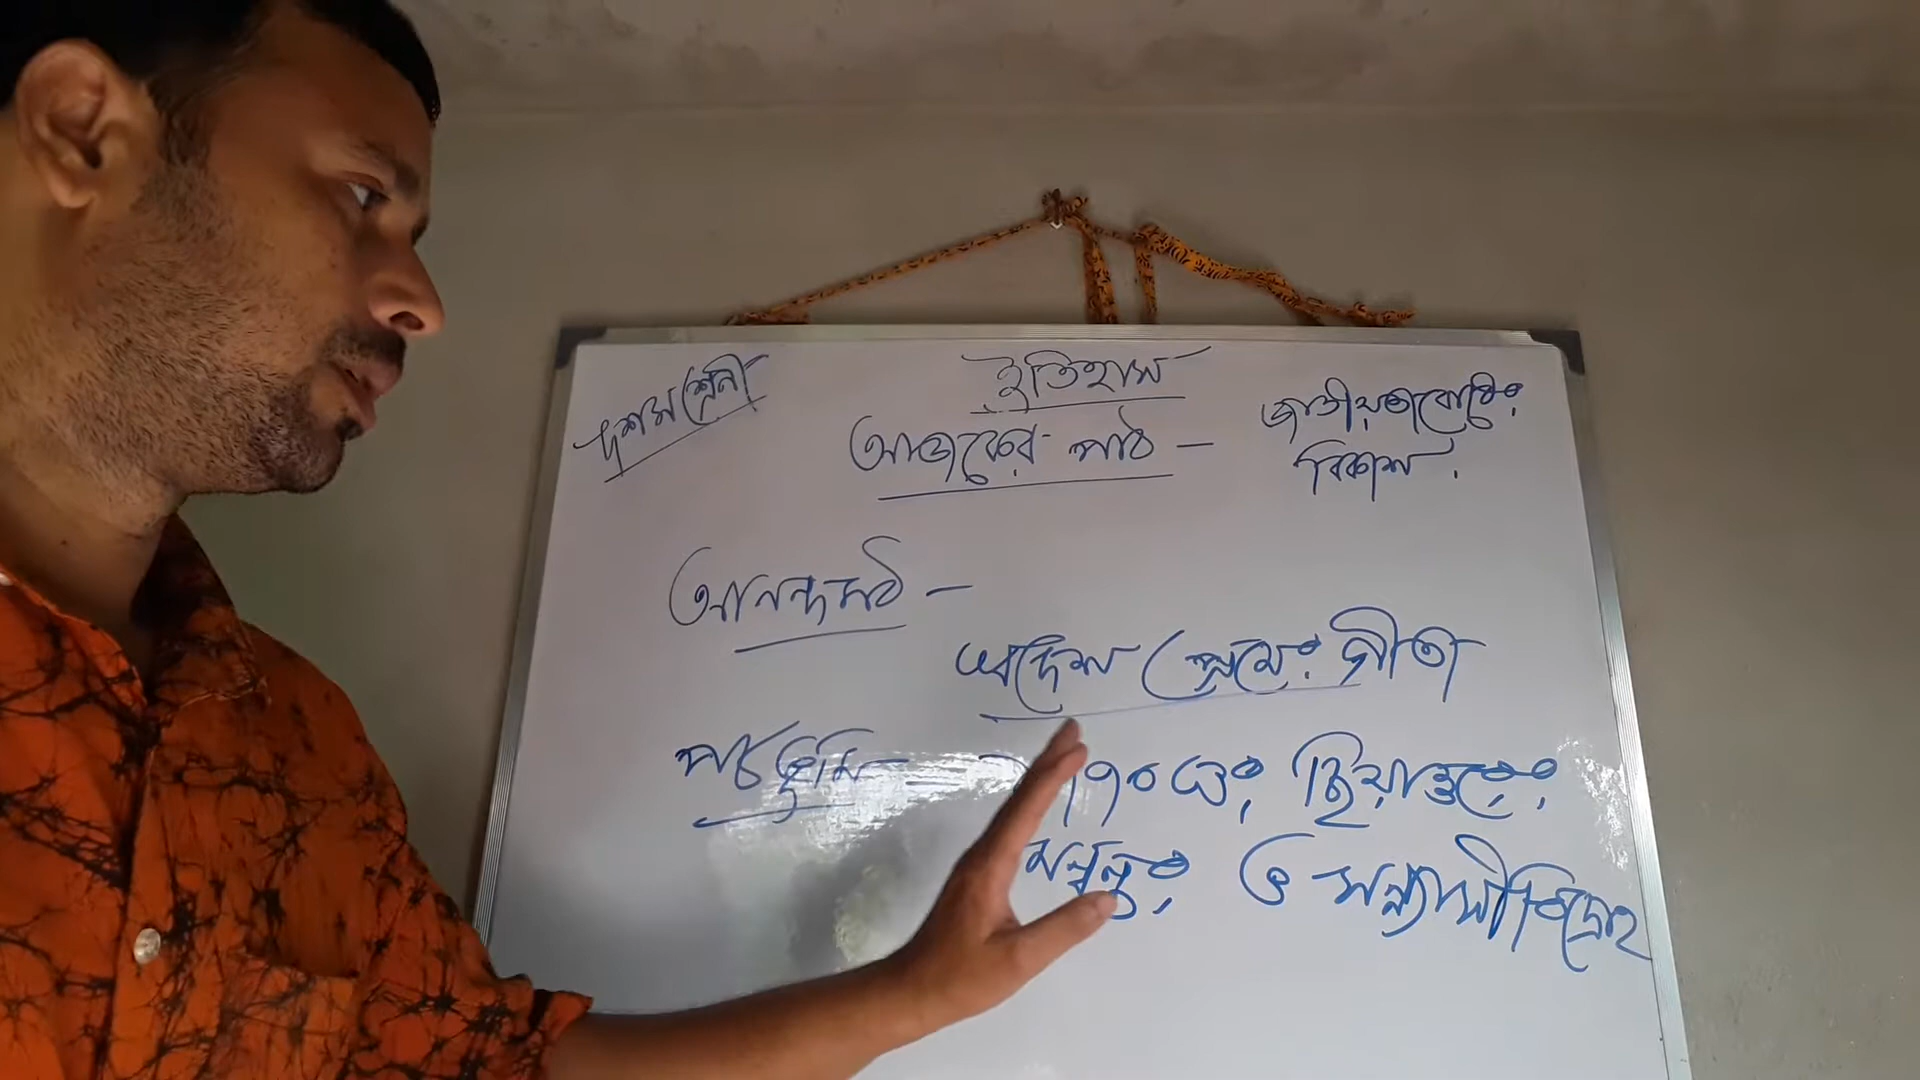 দশম শ্রেণী
ইতিহাস
আজকের পাঠ -
জাতীয়তাবোধের
বিকাশ.
আনন্দমঠ -
স্বদেশ প্রেমের গীতা
পটভূমি - ১৭৭০ এর ছিয়াত্তরের
মন্বন্তর ও সন্ন্যাসী বিদ্রোহ